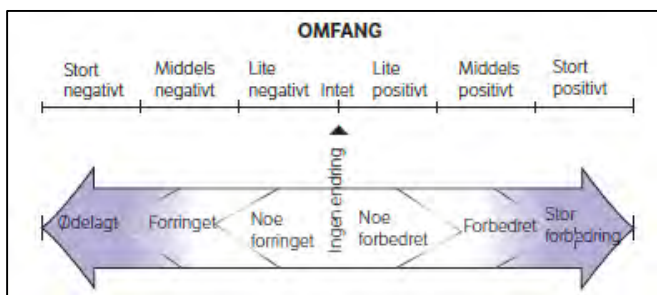 OMFANG
Stort negativt
Middels negativt
Lite negativt
Intet
Lite positivt
Middels positivt
Stort positivt
Ingen endring
Ødelagt
Forringet
Noe forringet
Noe forbedret
Forbedret
Stor forbedring